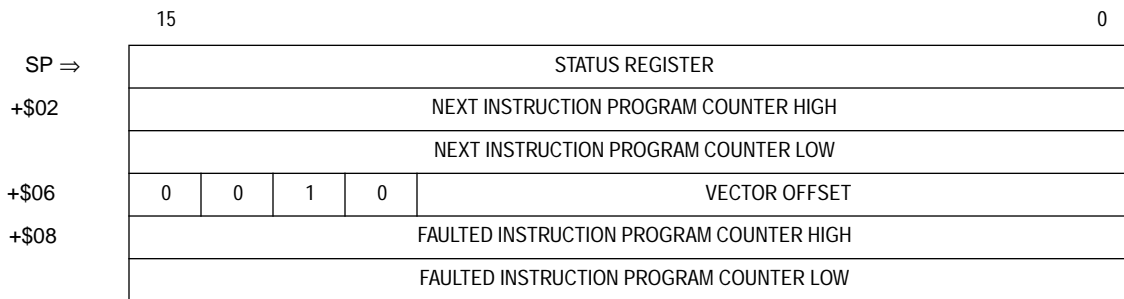 15 0
SP ⇒ STATUS REGISTER
+$02 NEXT INSTRUCTION PROGRAM COUNTER HIGH
NEXT INSTRUCTION PROGRAM COUNTER LOW
+$06 0 0 1 0 VECTOR OFFSET
+$08 FAULTED INSTRUCTION PROGRAM COUNTER HIGH
FAULTED INSTRUCTION PROGRAM COUNTER LOW